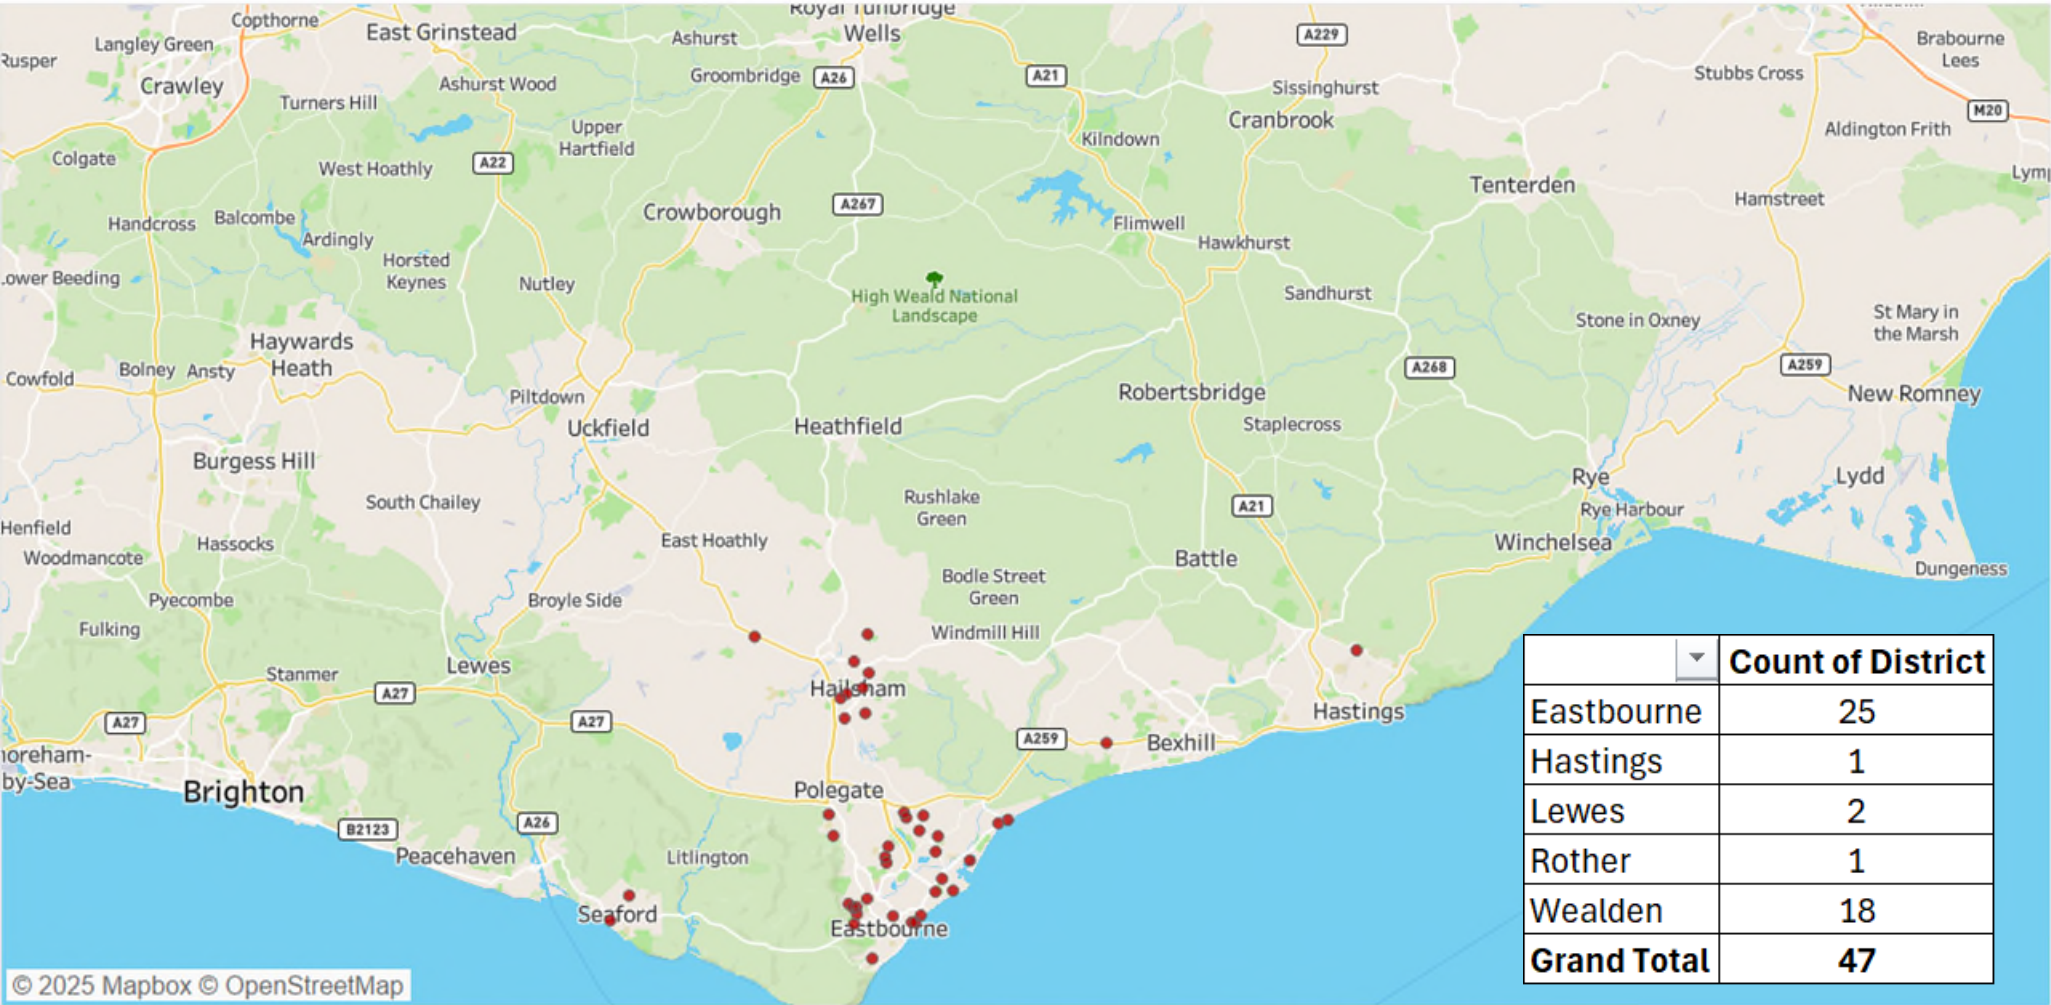 Royal Tunbridge
Wells
Copthorne
Langley Green
East Grinstead
Ashurst
A229
Brabourne
Lees
Rusper
Crawley
Ashurst Wood
Groombridge
A26
A21
Sissinghurst
Stubbs Cross
Turners Hill
Cranbrook
M20
Upper
Hartfield
Kilndown
Aldington Frith
Colgate
West Hoathly
A22
Tenterden
Lym
Handcross
Balcombe
Crowborough
A267
Flimwell
Hamstreet
Ardingly
Hawkhurst
Horsted
Keynes
Lower Beeding
Nutley
High Weald National
Landscape
Sandhurst
St Mary in
the Marsh
Stone in Oxney
Haywards
Heath
Cowfold
Bolney
Ansty
A268
A259
Piltdown
Robertsbridge
New Romney
Uckfield
Heathfield
Staplecross
Burgess Hill
Rye
Lydd
South Chailey
Rushlake
Green
A21
Rye Harbour
Henfield
Hassocks
East Hoathly
Winchelsea
Woodmancote
Battle
Dungeness
Bodle Street
Green
Pyecombe
Broyle Side
Fulking
Windmill Hill
Stanmer
Lewes
A27
Hailsham
Hastings
A27
A27
A259
Bexhill
horeham-
by-Sea
Brighton
Polegate
B2123
A26
Peacehaven
Litlington
Seaford
Eastbourne
Count of District
Eastbourne 25
Hastings 1
Lewes 2
Rother 1
Wealden 18
Grand Total 47
© 2025 Mapbox © OpenStreetMap